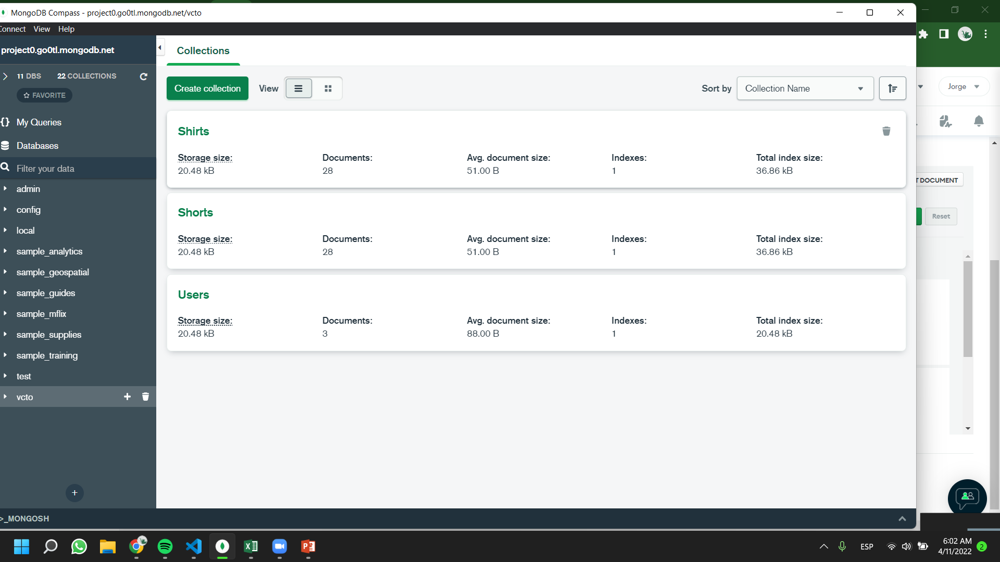 MongoDB Compass - project0.go0tl.mongodb.net/vcto
Connect View Help
project0.go0tl.mongodb.net
11 DBS 22 COLLECTIONS
FAVORITE
{} My Queries
Databases
Filter your data
admin
config
local
sample_analytics
sample_geospatial
sample_guides
sample_mflix
sample_supplies
sample_training
test
vcto
+
Collections
Create collection View Sort by Collection Name
Shirts
Storage size: Documents: Avg. document size: Indexes: Total index size:
20.48 kB 28 51.00 B 1 36.86 kB
Shorts
Storage size: Documents: Avg. document size: Indexes: Total index size:
20.48 kB 28 51.00 B 1 36.86 kB
Users
Storage size: Documents: Avg. document size: Indexes: Total index size:
20.48 kB 3 88.00 B 1 20.48 kB
>_MONGOSH
Jorge
T DOCUMENT
Reset
ESP
6:02 AM
4/11/2022
2